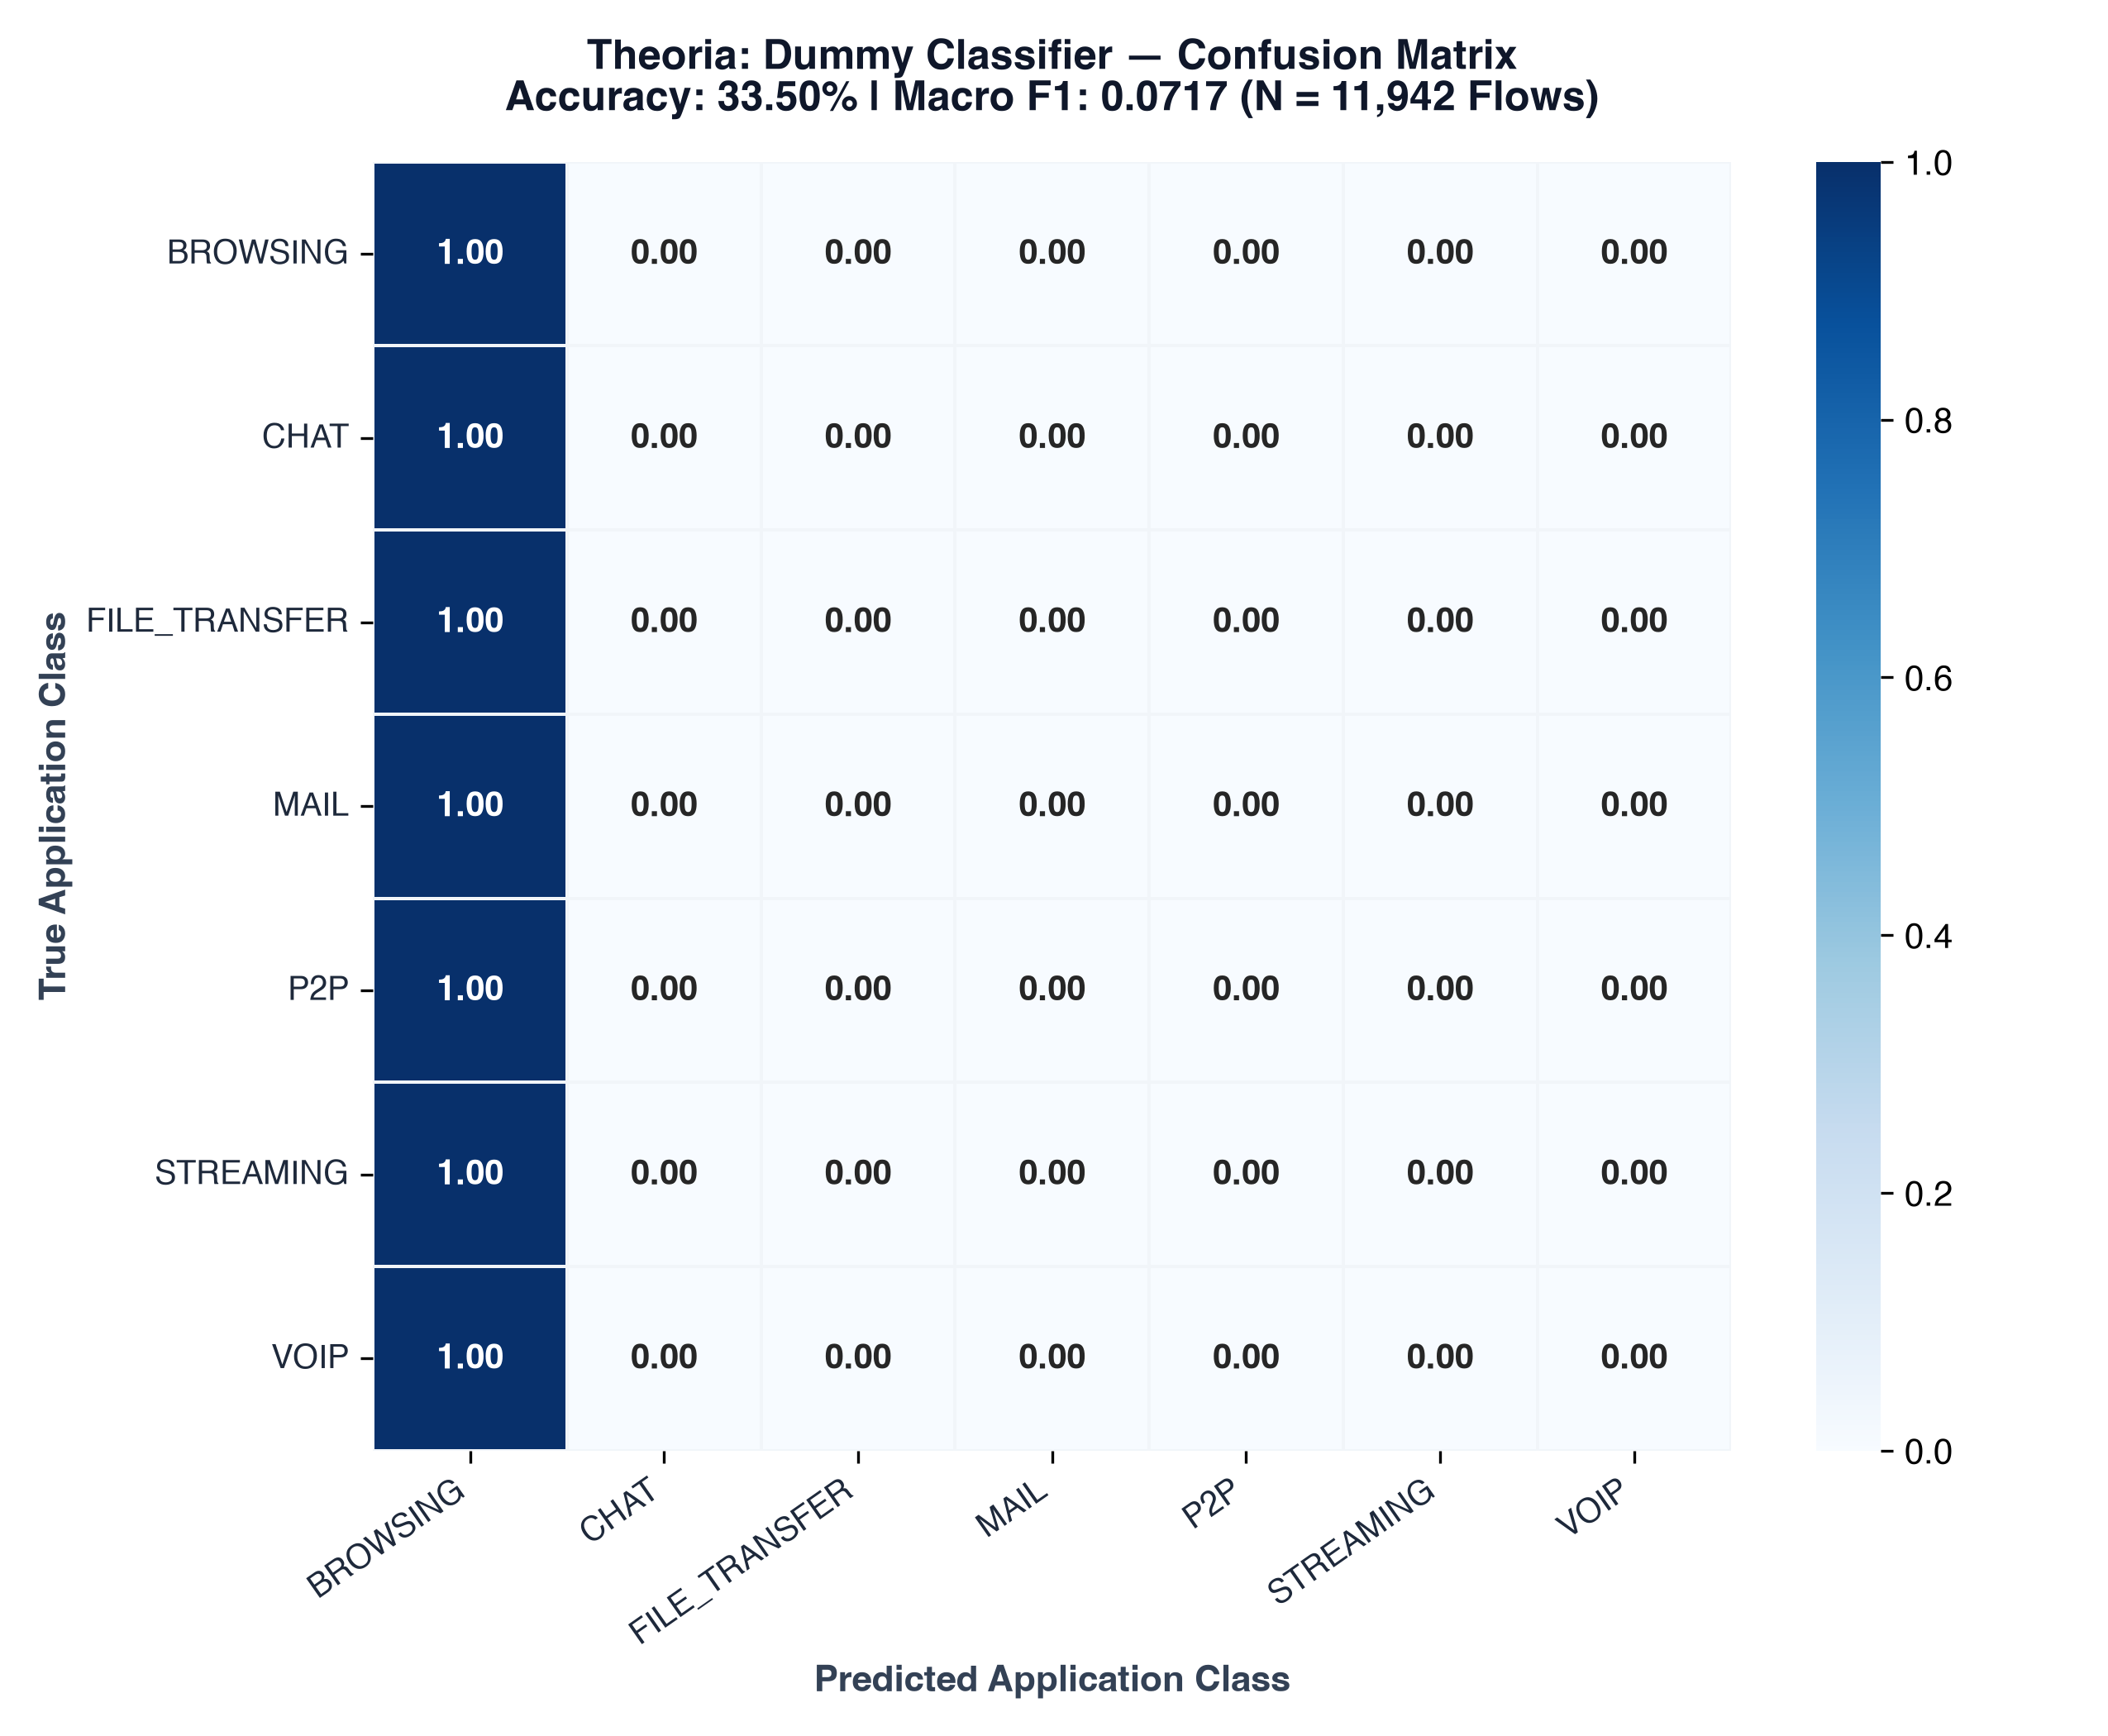 Theoria: Dummy Classifier — Confusion Matrix
Accuracy: 33.50% | Macro F1: 0.0717 (N = 11,942 Flows)
True Application Class
BROWSING 1.00 0.00 0.00 0.00 0.00 0.00 0.00
CHAT 1.00 0.00 0.00 0.00 0.00 0.00 0.00
FILE_TRANSFER 1.00 0.00 0.00 0.00 0.00 0.00 0.00
MAIL 1.00 0.00 0.00 0.00 0.00 0.00 0.00
P2P 1.00 0.00 0.00 0.00 0.00 0.00 0.00
STREAMING 1.00 0.00 0.00 0.00 0.00 0.00 0.00
VOIP 1.00 0.00 0.00 0.00 0.00 0.00 0.00
BROWSING CHAT FILE_TRANSFER MAIL P2P STREAMING VOIP
Predicted Application Class
1.0
0.8
0.6
0.4
0.2
0.0